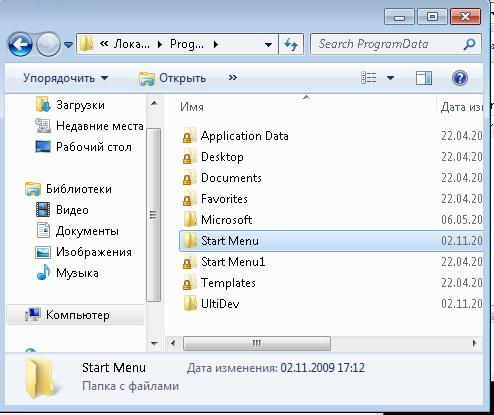 « Лока... ▸ Prog... ▸
Search ProgramData
Упорядочить ▾ Открыть »
Загрузки
Недавние места
Рабочий стол
Библиотеки
Видео
Документы
Изображения
Музыка
Компьютер
Имя Дата из
Application Data 22.04.20
Desktop 22.04.20
Documents 22.04.20
Favorites 22.04.20
Microsoft 06.05.20
Start Menu 02.11.20
Start Menu1 22.04.20
Templates 22.04.20
UltiDev 02.11.20
Start Menu Дата изменения: 02.11.2009 17:12
Папка с файлами